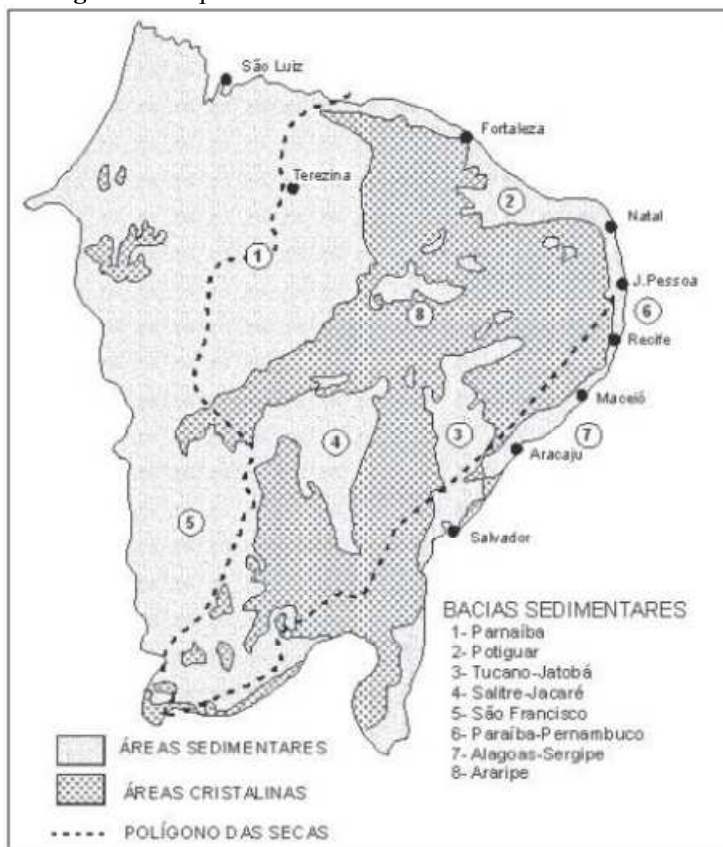 São Luiz
Fortaleza
Terezina
2
Natal
1
J.Pessoa
8
6
Recife
Maceió
4
3
7
Aracaju
5
Salvador
BACIAS SEDIMENTARES
1- Parnaíba
2- Potiguar
3- Tucano-Jatobá
4- Salitre-Jacaré
5- São Francisco
6- Paraíba-Pernambuco
7- Alagoas-Sergipe
8- Araripe
ÁREAS SEDIMENTARES
ÁREAS CRISTALINAS
POLÍGONO DAS SECAS